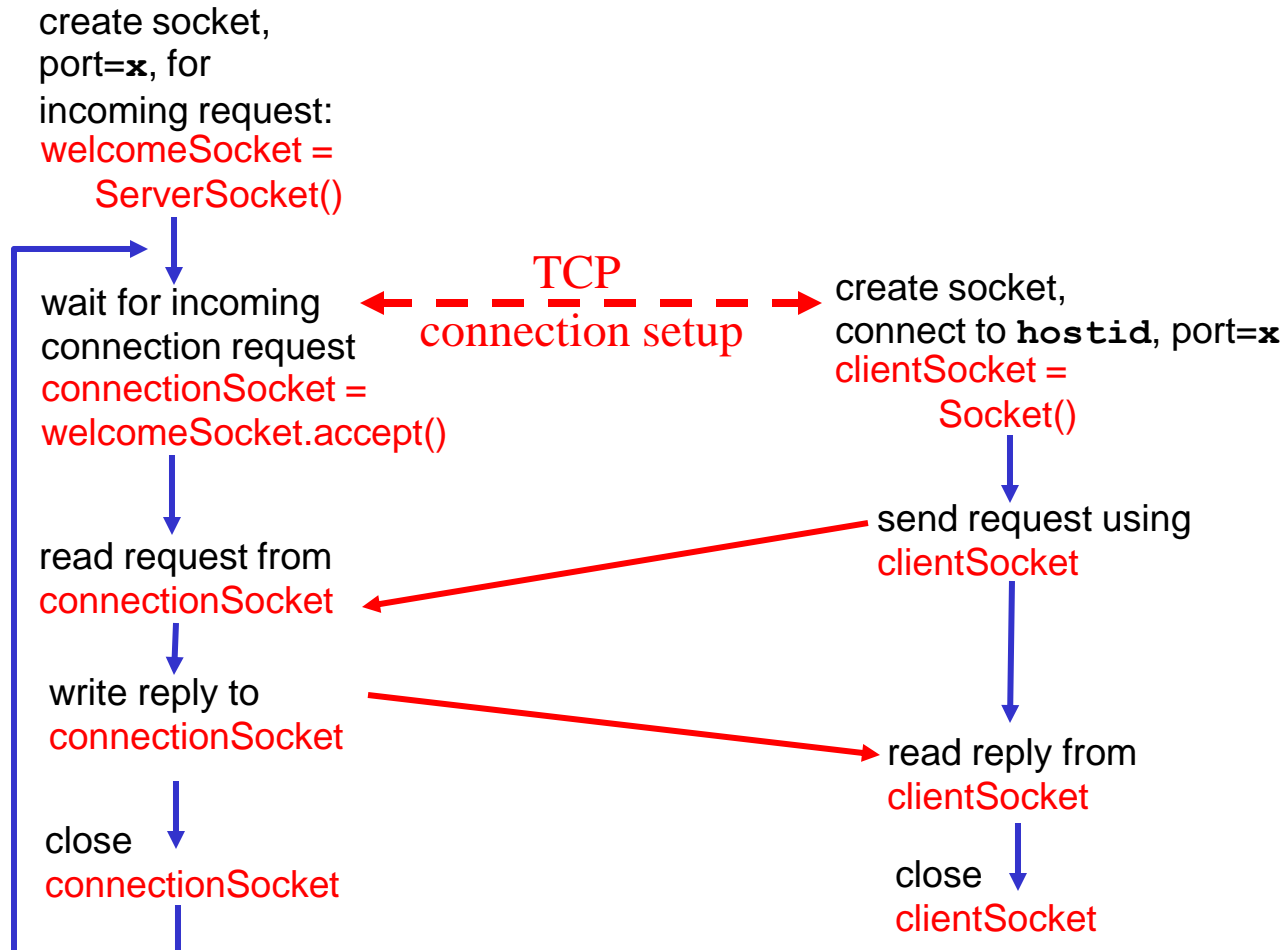 create socket,
port=x, for
incoming request:
welcomeSocket =
ServerSocket()
wait for incoming
connection request
connectionSocket =
welcomeSocket.accept()
read request from
connectionSocket
write reply to
connectionSocket
close
connectionSocket
TCP
connection setup
create socket,
connect to hostid, port=x
clientSocket =
Socket()
send request using
clientSocket
read reply from
clientSocket
close
clientSocket